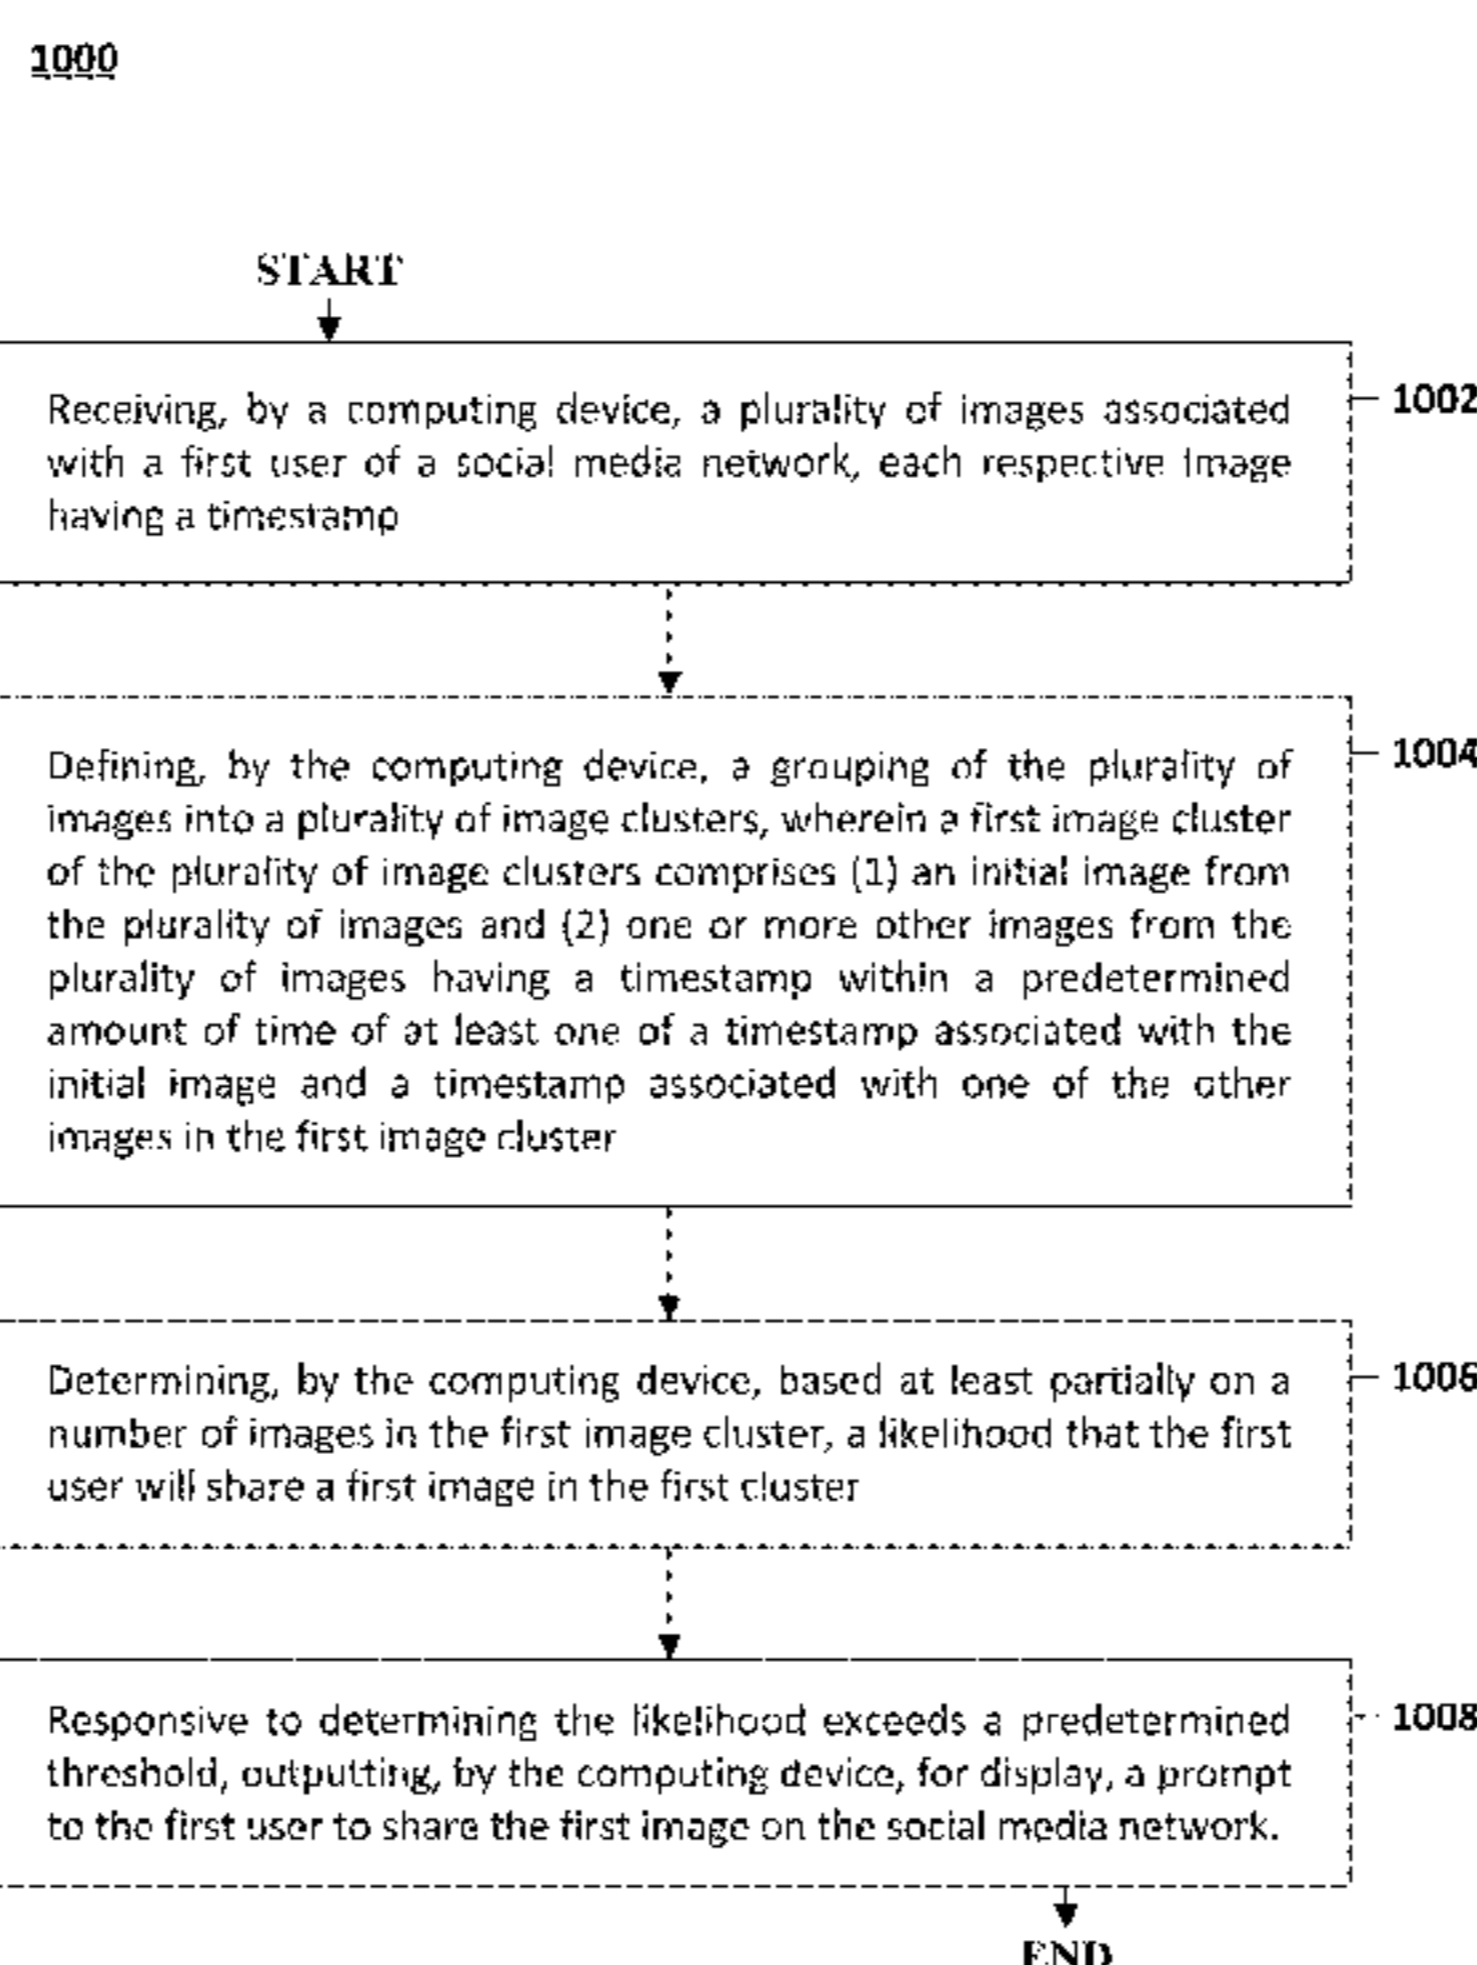 1000
START
Receiving, by a computing device, a plurality of images associated
1002
with a first user of a social media network, each respective image
having a timestamp
Defining, by the computing device, a grouping of the plurality of
1004
images into a plurality of image clusters, wherein a first image cluster
of the plurality of image clusters comprises (1) an initial image from
the plurality of images and (2) one or more other images from the
plurality of images having a timestamp within a predetermined
amount of time of at least one of a timestamp associated with the
initial image and a timestamp associated with one of the other
images in the first image cluster
Determining, by the computing device, based at least partially on a
1006
number of images in the first image cluster, a likelihood that the first
user will share a first image in the first cluster
Responsive to determining the likelihood exceeds a predetermined
1008
threshold, outputting, by the computing device, for display, a prompt
to the first user to share the first image on the social media network.
END